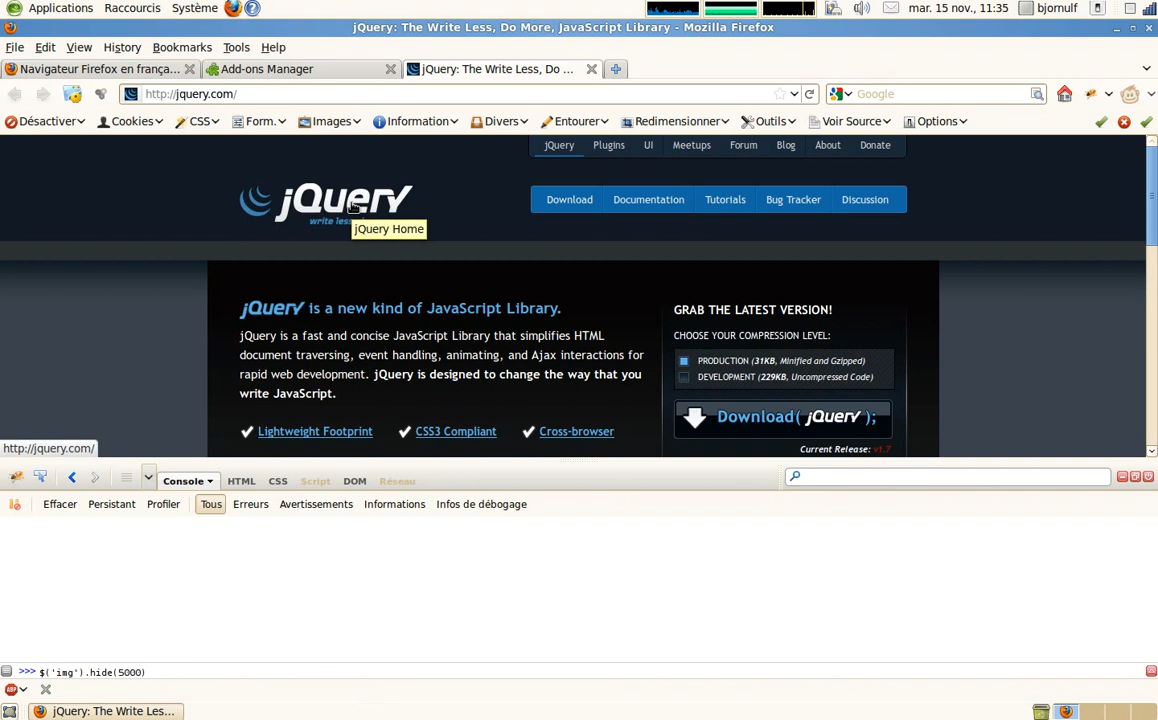 Applications Raccourcis Système mar. 15 nov., 11:35 bjornulf
jQuery: The Write Less, Do More, JavaScript Library - Mozilla Firefox
File Edit View History Bookmarks Tools Help
Navigateur Firefox en frança... Add-ons Manager jQuery: The Write Less, Do ...
http://jquery.com/ Google
Désactiver Cookies CSS Form. Images Information Divers Entourer Redimensionner Outils Voir Source Options
jQuery Plugins UI Meetups Forum Blog About Donate
jQuery
write less
Download Documentation Tutorials Bug Tracker Discussion
jQuery Home
jQuery is a new kind of JavaScript Library.
jQuery is a fast and concise JavaScript Library that simplifies HTML
document traversing, event handling, animating, and Ajax interactions for
rapid web development. jQuery is designed to change the way that you
write JavaScript.
Lightweight Footprint CSS3 Compliant Cross-browser
GRAB THE LATEST VERSION!
CHOOSE YOUR COMPRESSION LEVEL:
PRODUCTION (31KB, Minified and Gzipped)
DEVELOPMENT (229KB, Uncompressed Code)
Download( jQuery );
Current Release: v1.7
http://jquery.com/
Console HTML CSS Script DOM Réseau
Effacer Persistant Profiler Tous Erreurs Avertissements Informations Infos de débogage
>>> $('img').hide(5000)
ABP
jQuery: The Write Les...